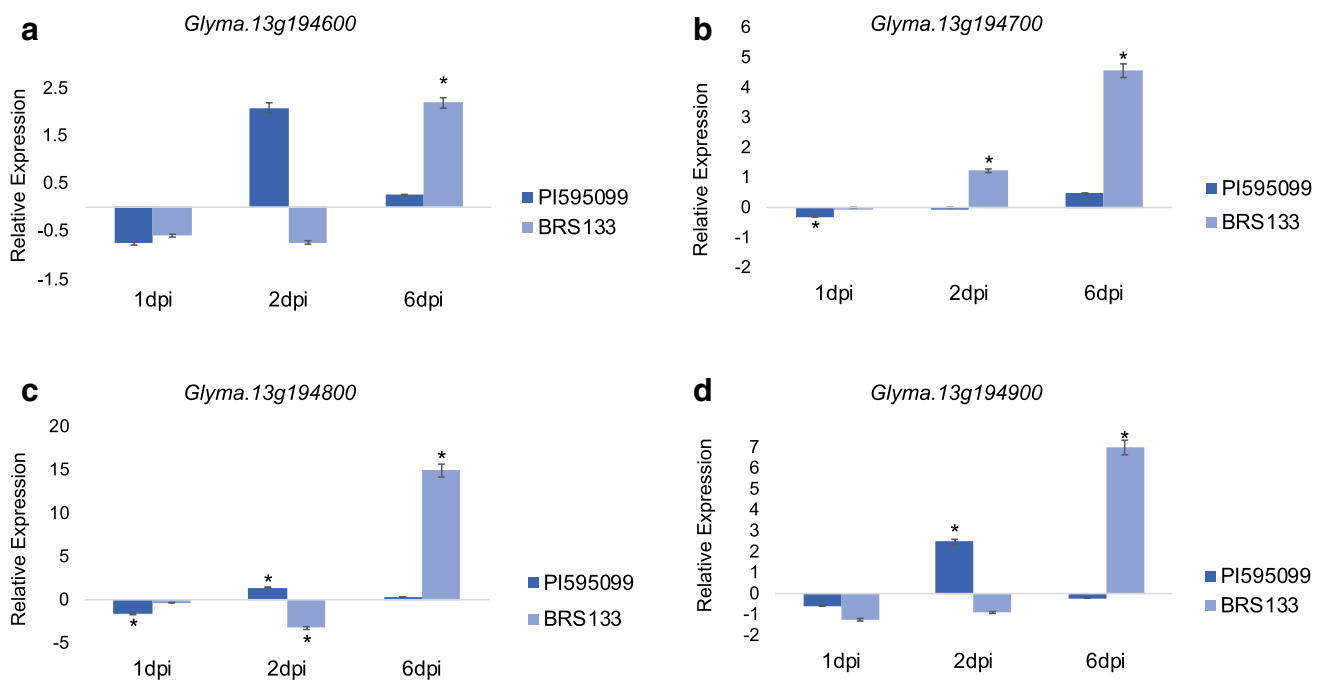 a
Glyma.13g194600
Relative Expression
2.5
1.5
0.5
-0.5
-1.5
*
1dpi
2dpi
6dpi
PI595099
BRS133
b
Glyma.13g194700
Relative Expression
6
5
4
3
2
1
0
-1
-2
*
*
*
1dpi
2dpi
6dpi
PI595099
BRS133
c
Glyma.13g194800
Relative Expression
20
15
10
5
0
-5
*
*
*
*
1dpi
2dpi
6dpi
PI595099
BRS133
d
Glyma.13g194900
Relative Expression
7
6
5
4
3
2
1
0
-1
-2
*
*
1dpi
2dpi
6dpi
PI595099
BRS133